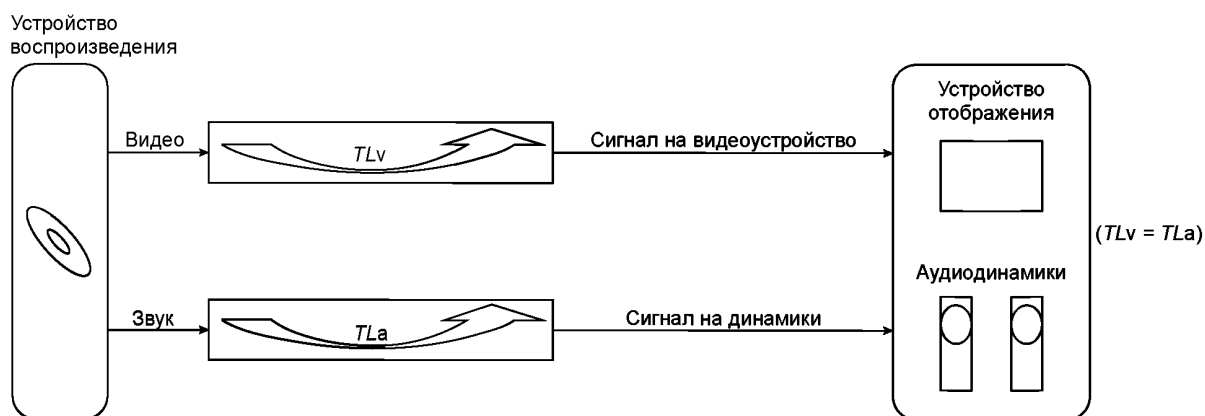 Устройство
воспроизведения
Видео
TLv
Сигнал на видеоустройство
Устройство
отображения
(TLv = TLa)
Аудиодинамики
Звук
TLa
Сигнал на динамики